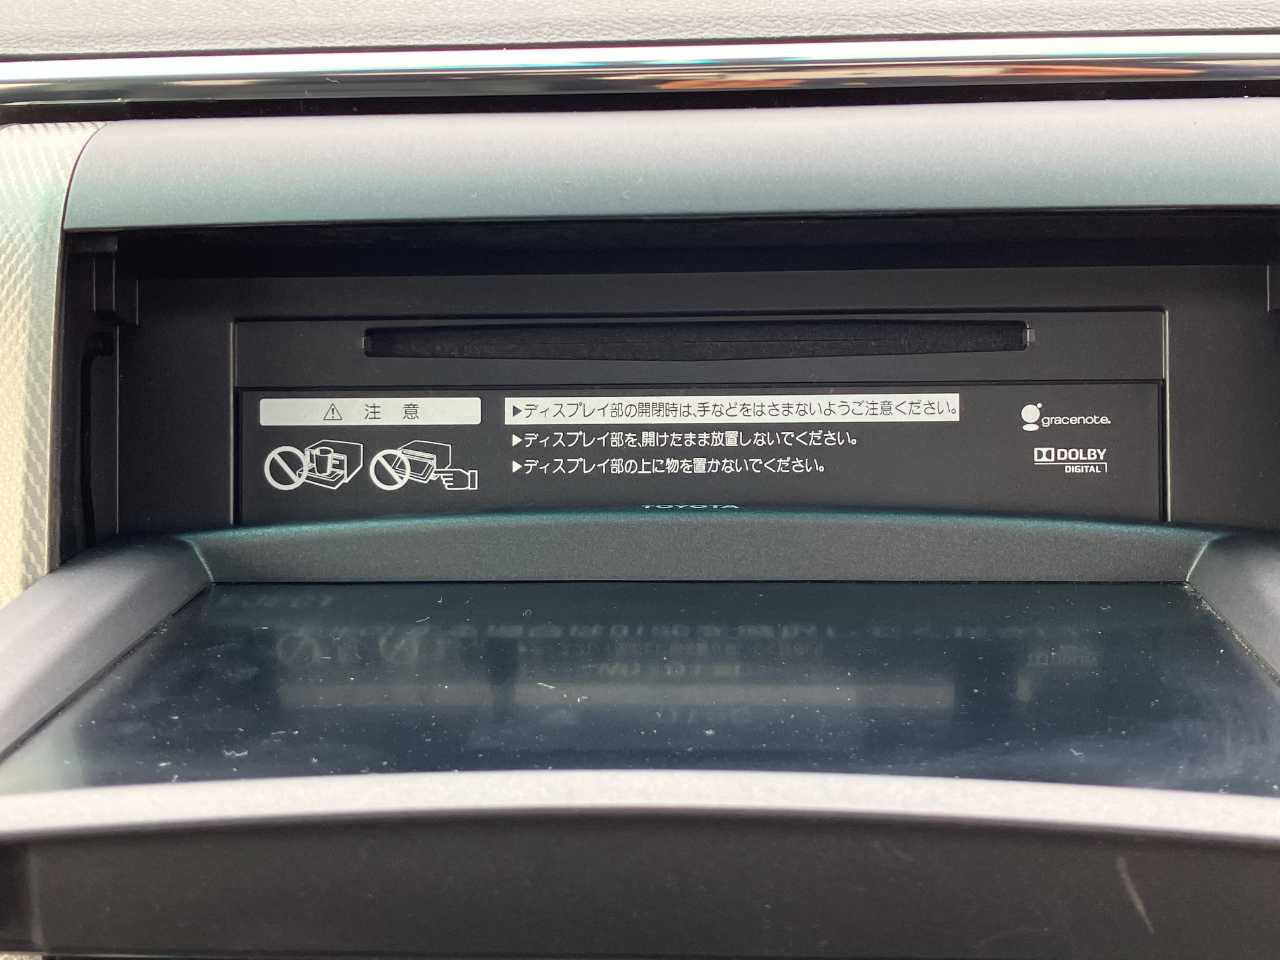 ⚠ 注意
▶ディスプレイ部の開閉時は、手などをはさまないようご注意ください。
▶ディスプレイ部を、開けたまま放置しないでください。
▶ディスプレイ部の上に物を置かないでください。
gracenote.
DOLBY
DIGITAL
TOYOTA